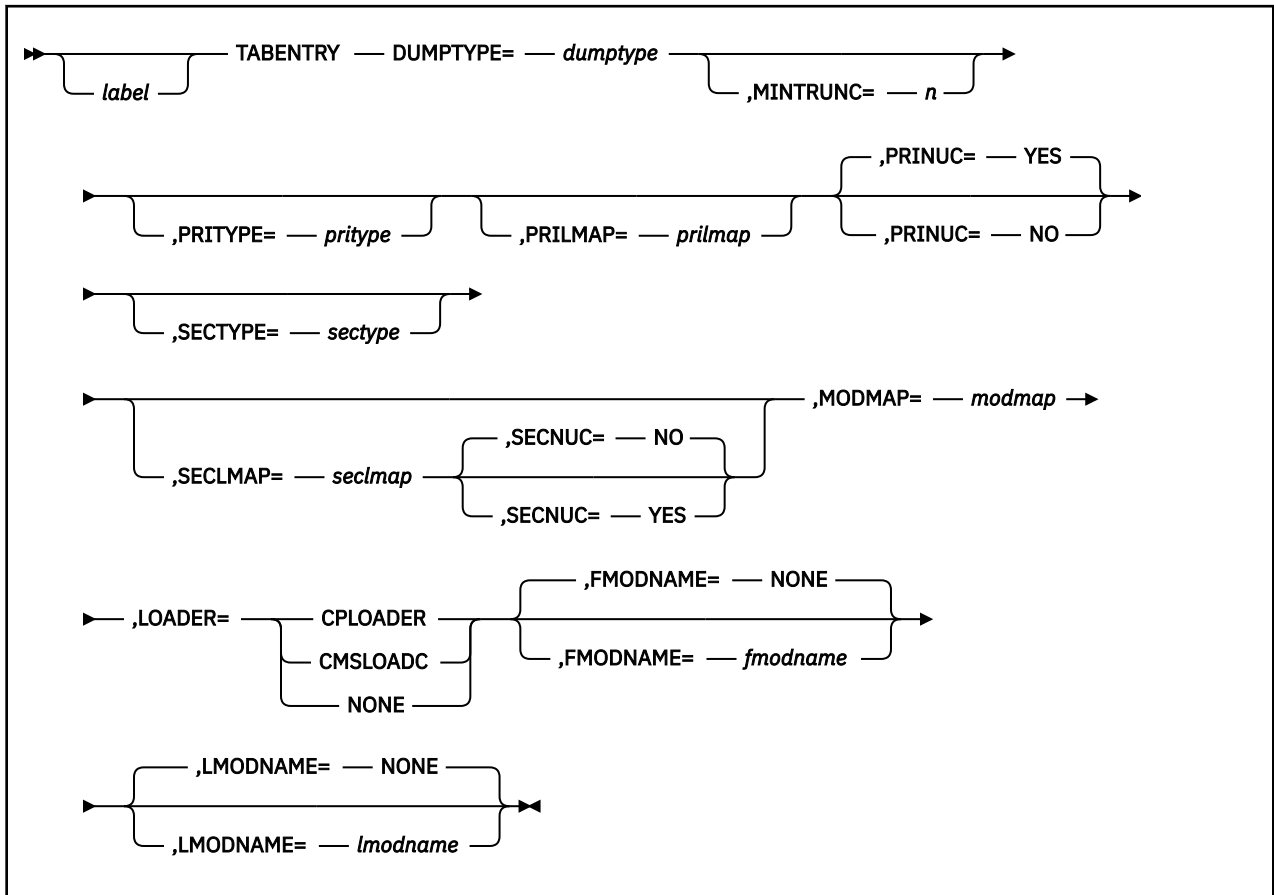 TABENTRY DUMPTYPE= dumptype
label ,MINTRUNC= n
,PRINUC= YES
,PRITYPE= pritype ,PRILMAP= prilmap ,PRINUC= NO
,SECTYPE= sectype
,MODMAP= modmap
,SECNUC= NO
,SECLMAP= seclmap
,SECNUC= YES
,FMODNAME= NONE
,LOADER= CPLOADER
CMSLOADC ,FMODNAME= fmodname
NONE
,LMODNAME= NONE
,LMODNAME= lmodname